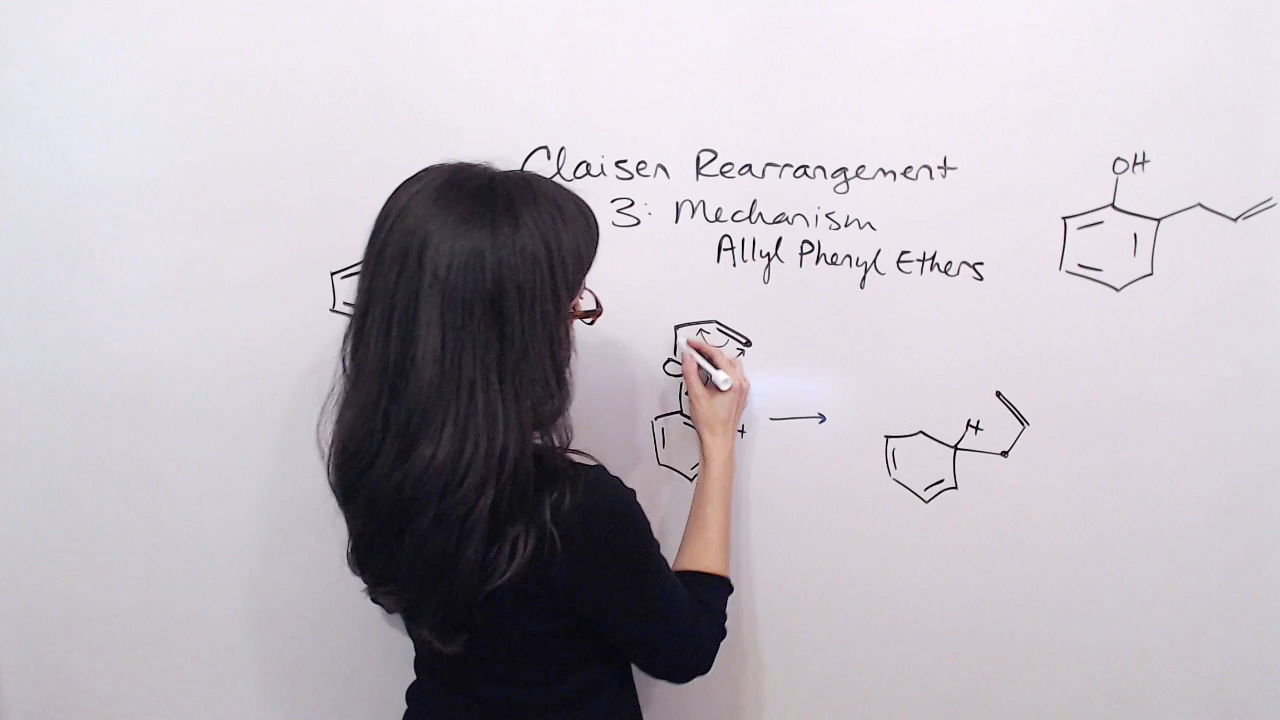 Claisen Rearrangement
3: Mechanism
Allyl Phenyl Ethers
OH
O
H